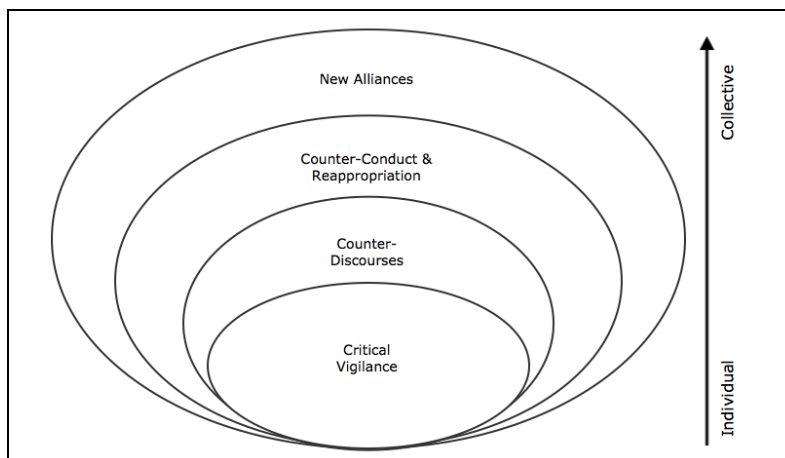 New Alliances
Counter-Conduct &
Reappropriation
Counter-
Discourses
Critical
Vigilance
Collective
Individual